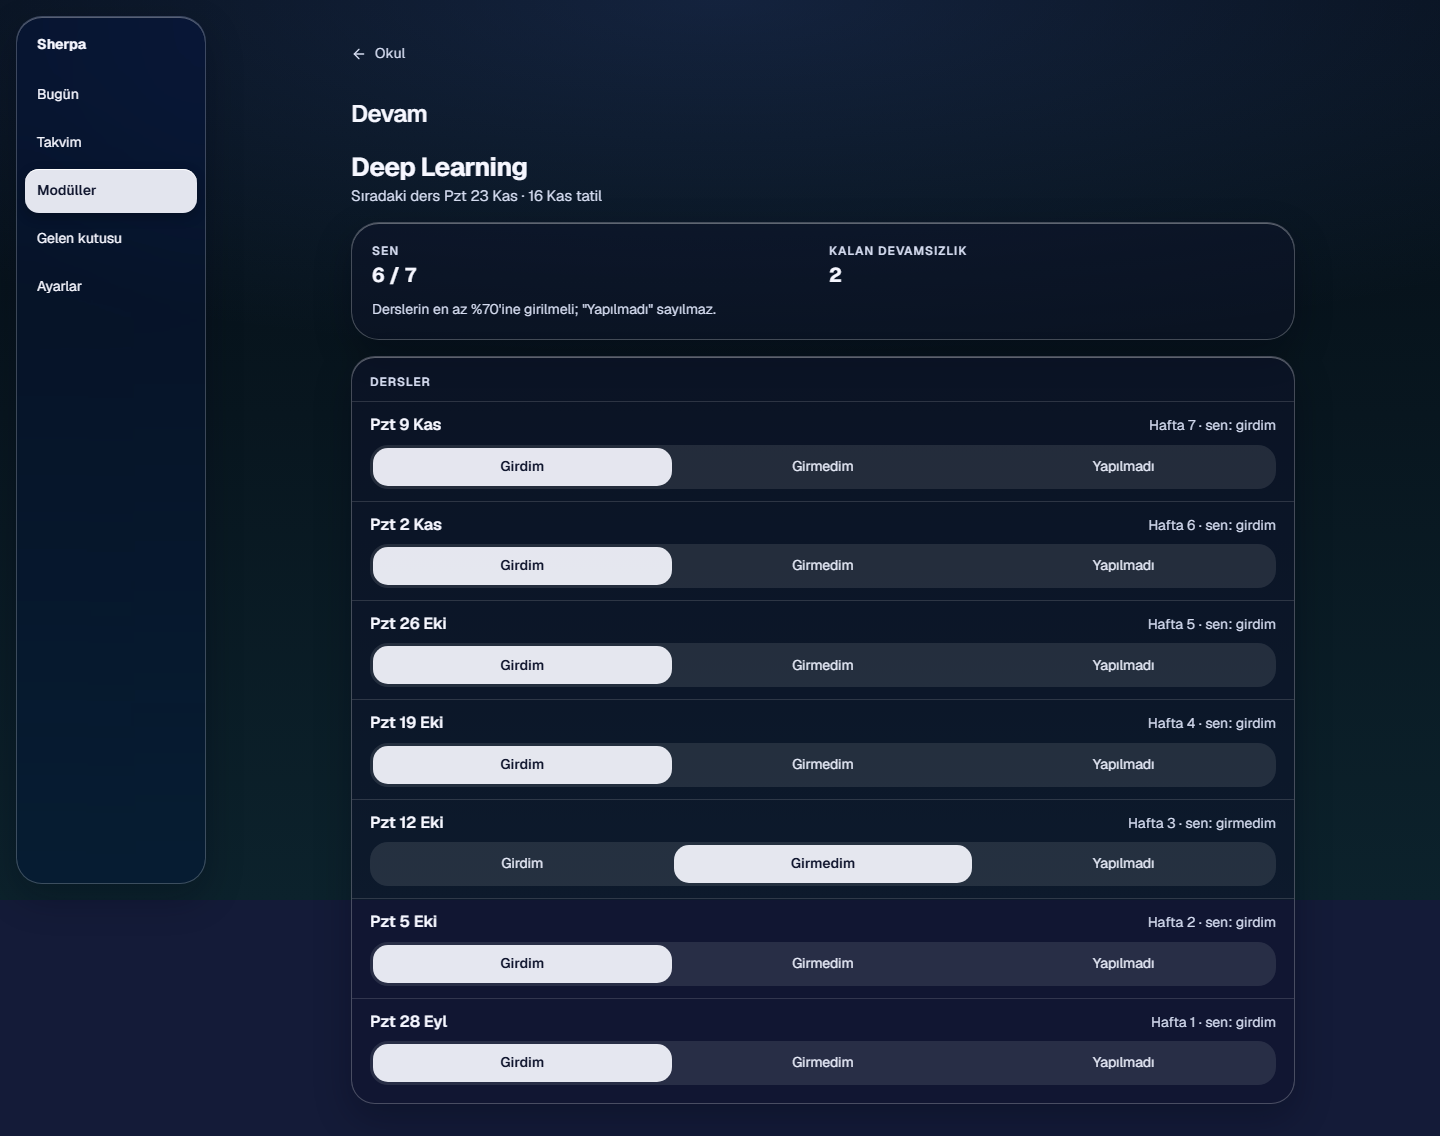 Sherpa
Bugün
Takvim
Modüller
Gelen kutusu
Ayarlar
← Okul
Devam
Deep Learning
Sıradaki ders Pzt 23 Kas · 16 Kas tatil
SEN
6 / 7
KALAN DEVAMSIZLIK
2
Derslerin en az %70'ine girilmeli; "Yapılmadı" sayılmaz.
DERSLER
Pzt 9 Kas Hafta 7 · sen: girdim
Girdim Girmedim Yapılmadı
Pzt 2 Kas Hafta 6 · sen: girdim
Girdim Girmedim Yapılmadı
Pzt 26 Eki Hafta 5 · sen: girdim
Girdim Girmedim Yapılmadı
Pzt 19 Eki Hafta 4 · sen: girdim
Girdim Girmedim Yapılmadı
Pzt 12 Eki Hafta 3 · sen: girmedim
Girdim Girmedim Yapılmadı
Pzt 5 Eki Hafta 2 · sen: girdim
Girdim Girmedim Yapılmadı
Pzt 28 Eyl Hafta 1 · sen: girdim
Girdim Girmedim Yapılmadı